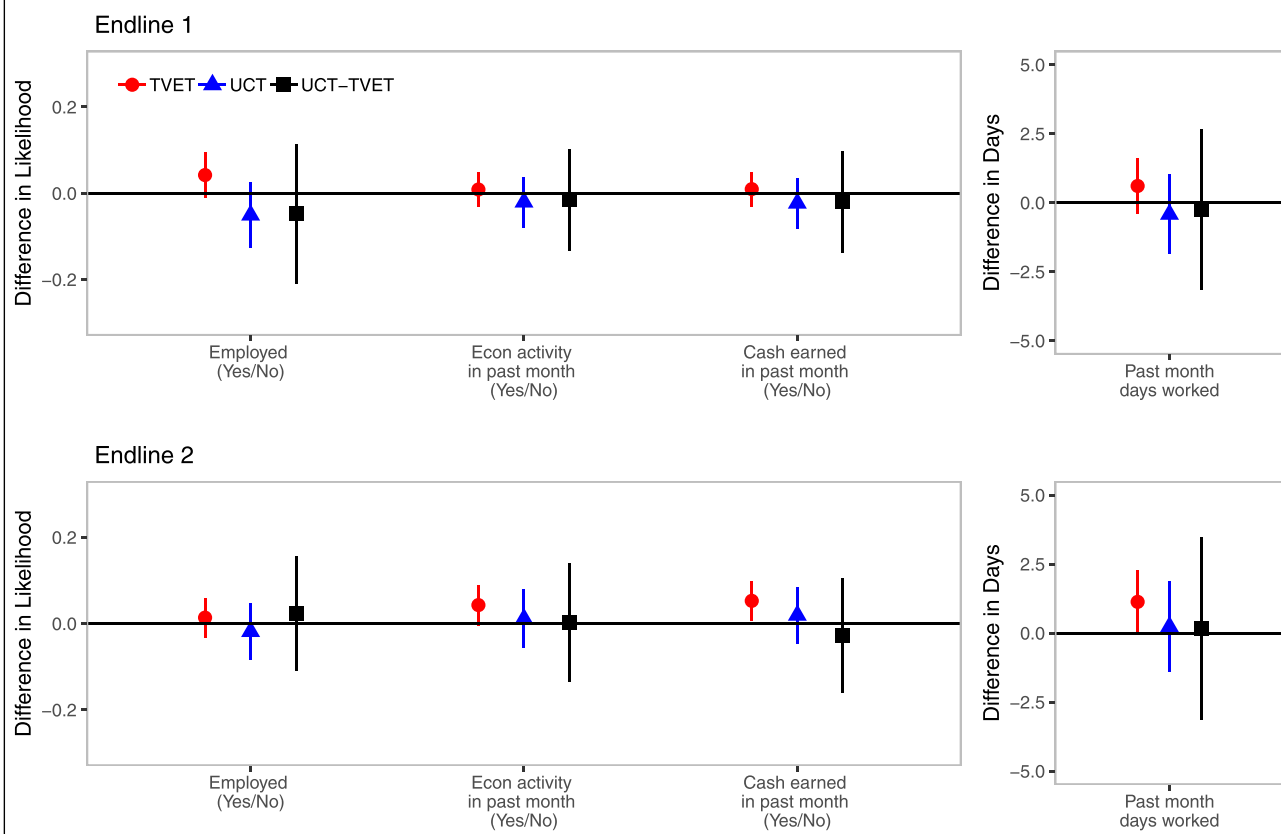 Endline 1
Difference in Likelihood
0.2
0.0
−0.2
TVET UCT UCT−TVET
Employed
(Yes/No)
Econ activity
in past month
(Yes/No)
Cash earned
in past month
(Yes/No)
Difference in Days
5.0
2.5
0.0
−2.5
−5.0
Past month
days worked
Endline 2
Difference in Likelihood
0.2
0.0
−0.2
Employed
(Yes/No)
Econ activity
in past month
(Yes/No)
Cash earned
in past month
(Yes/No)
Difference in Days
5.0
2.5
0.0
−2.5
−5.0
Past month
days worked